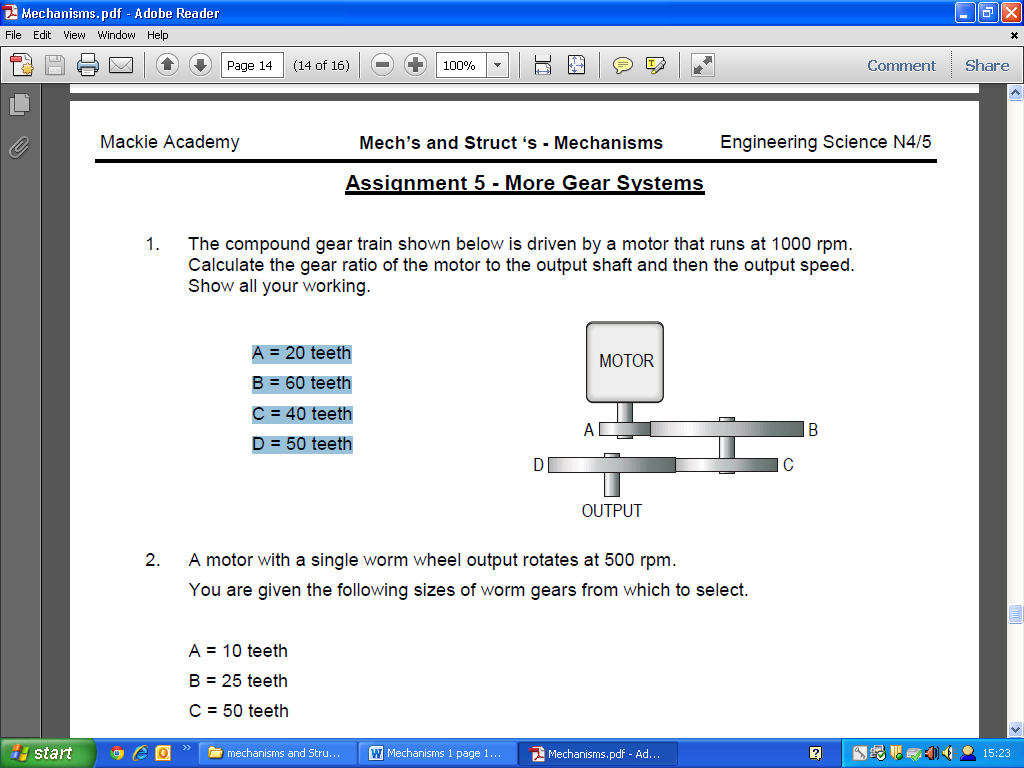 Mechanisms.pdf - Adobe Reader
File Edit View Window Help
Page 14 (14 of 16) 100% Comment Share
Mackie Academy Mech's and Struct 's - Mechanisms Engineering Science N4/5
Assignment 5 - More Gear Systems
1. The compound gear train shown below is driven by a motor that runs at 1000 rpm.
Calculate the gear ratio of the motor to the output shaft and then the output speed.
Show all your working.
A = 20 teeth
B = 60 teeth
C = 40 teeth
D = 50 teeth
MOTOR
A B
D C
OUTPUT
2. A motor with a single worm wheel output rotates at 500 rpm.
You are given the following sizes of worm gears from which to select.
A = 10 teeth
B = 25 teeth
C = 50 teeth
start mechanisms and Stru... Mechanisms 1 page 1... Mechanisms.pdf - Ad... 15:23